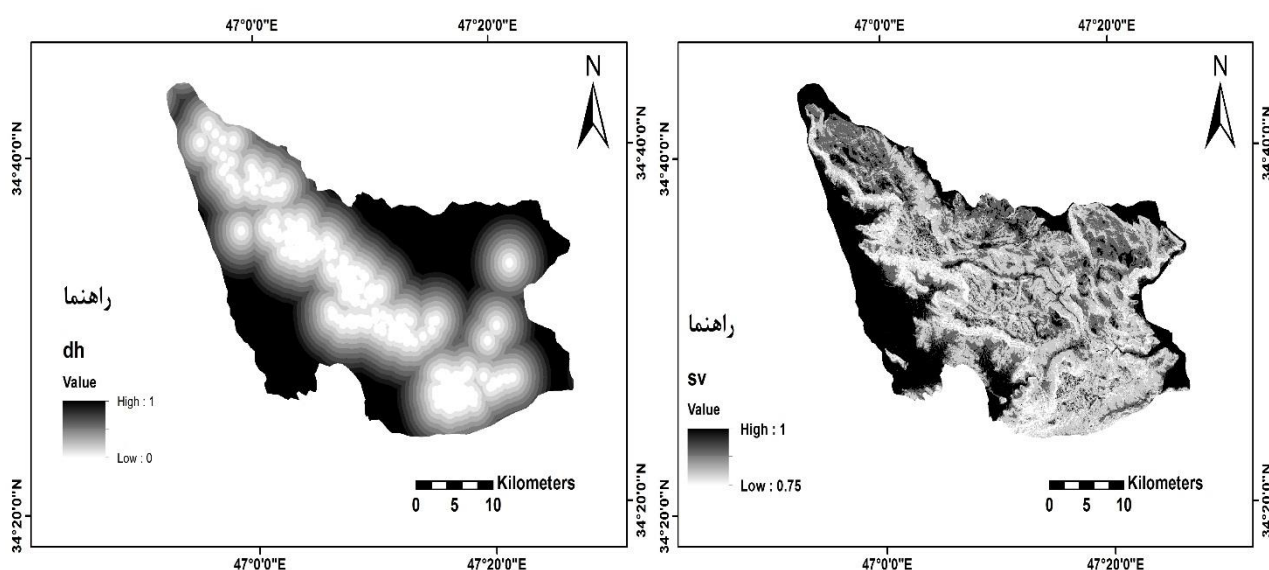 47°0'0"E 47°20'0"E
N
34°40'0"N 34°40'0"N
راهنما
dh
Value
High : 1
Low : 0
Kilometers
0 5 10
34°20'0"N 34°20'0"N
47°0'0"E 47°20'0"E
47°0'0"E 47°20'0"E
N
34°40'0"N 34°40'0"N
راهنما
sv
Value
High : 1
Low : 0.75
Kilometers
0 5 10
34°20'0"N 34°20'0"N
47°0'0"E 47°20'0"E